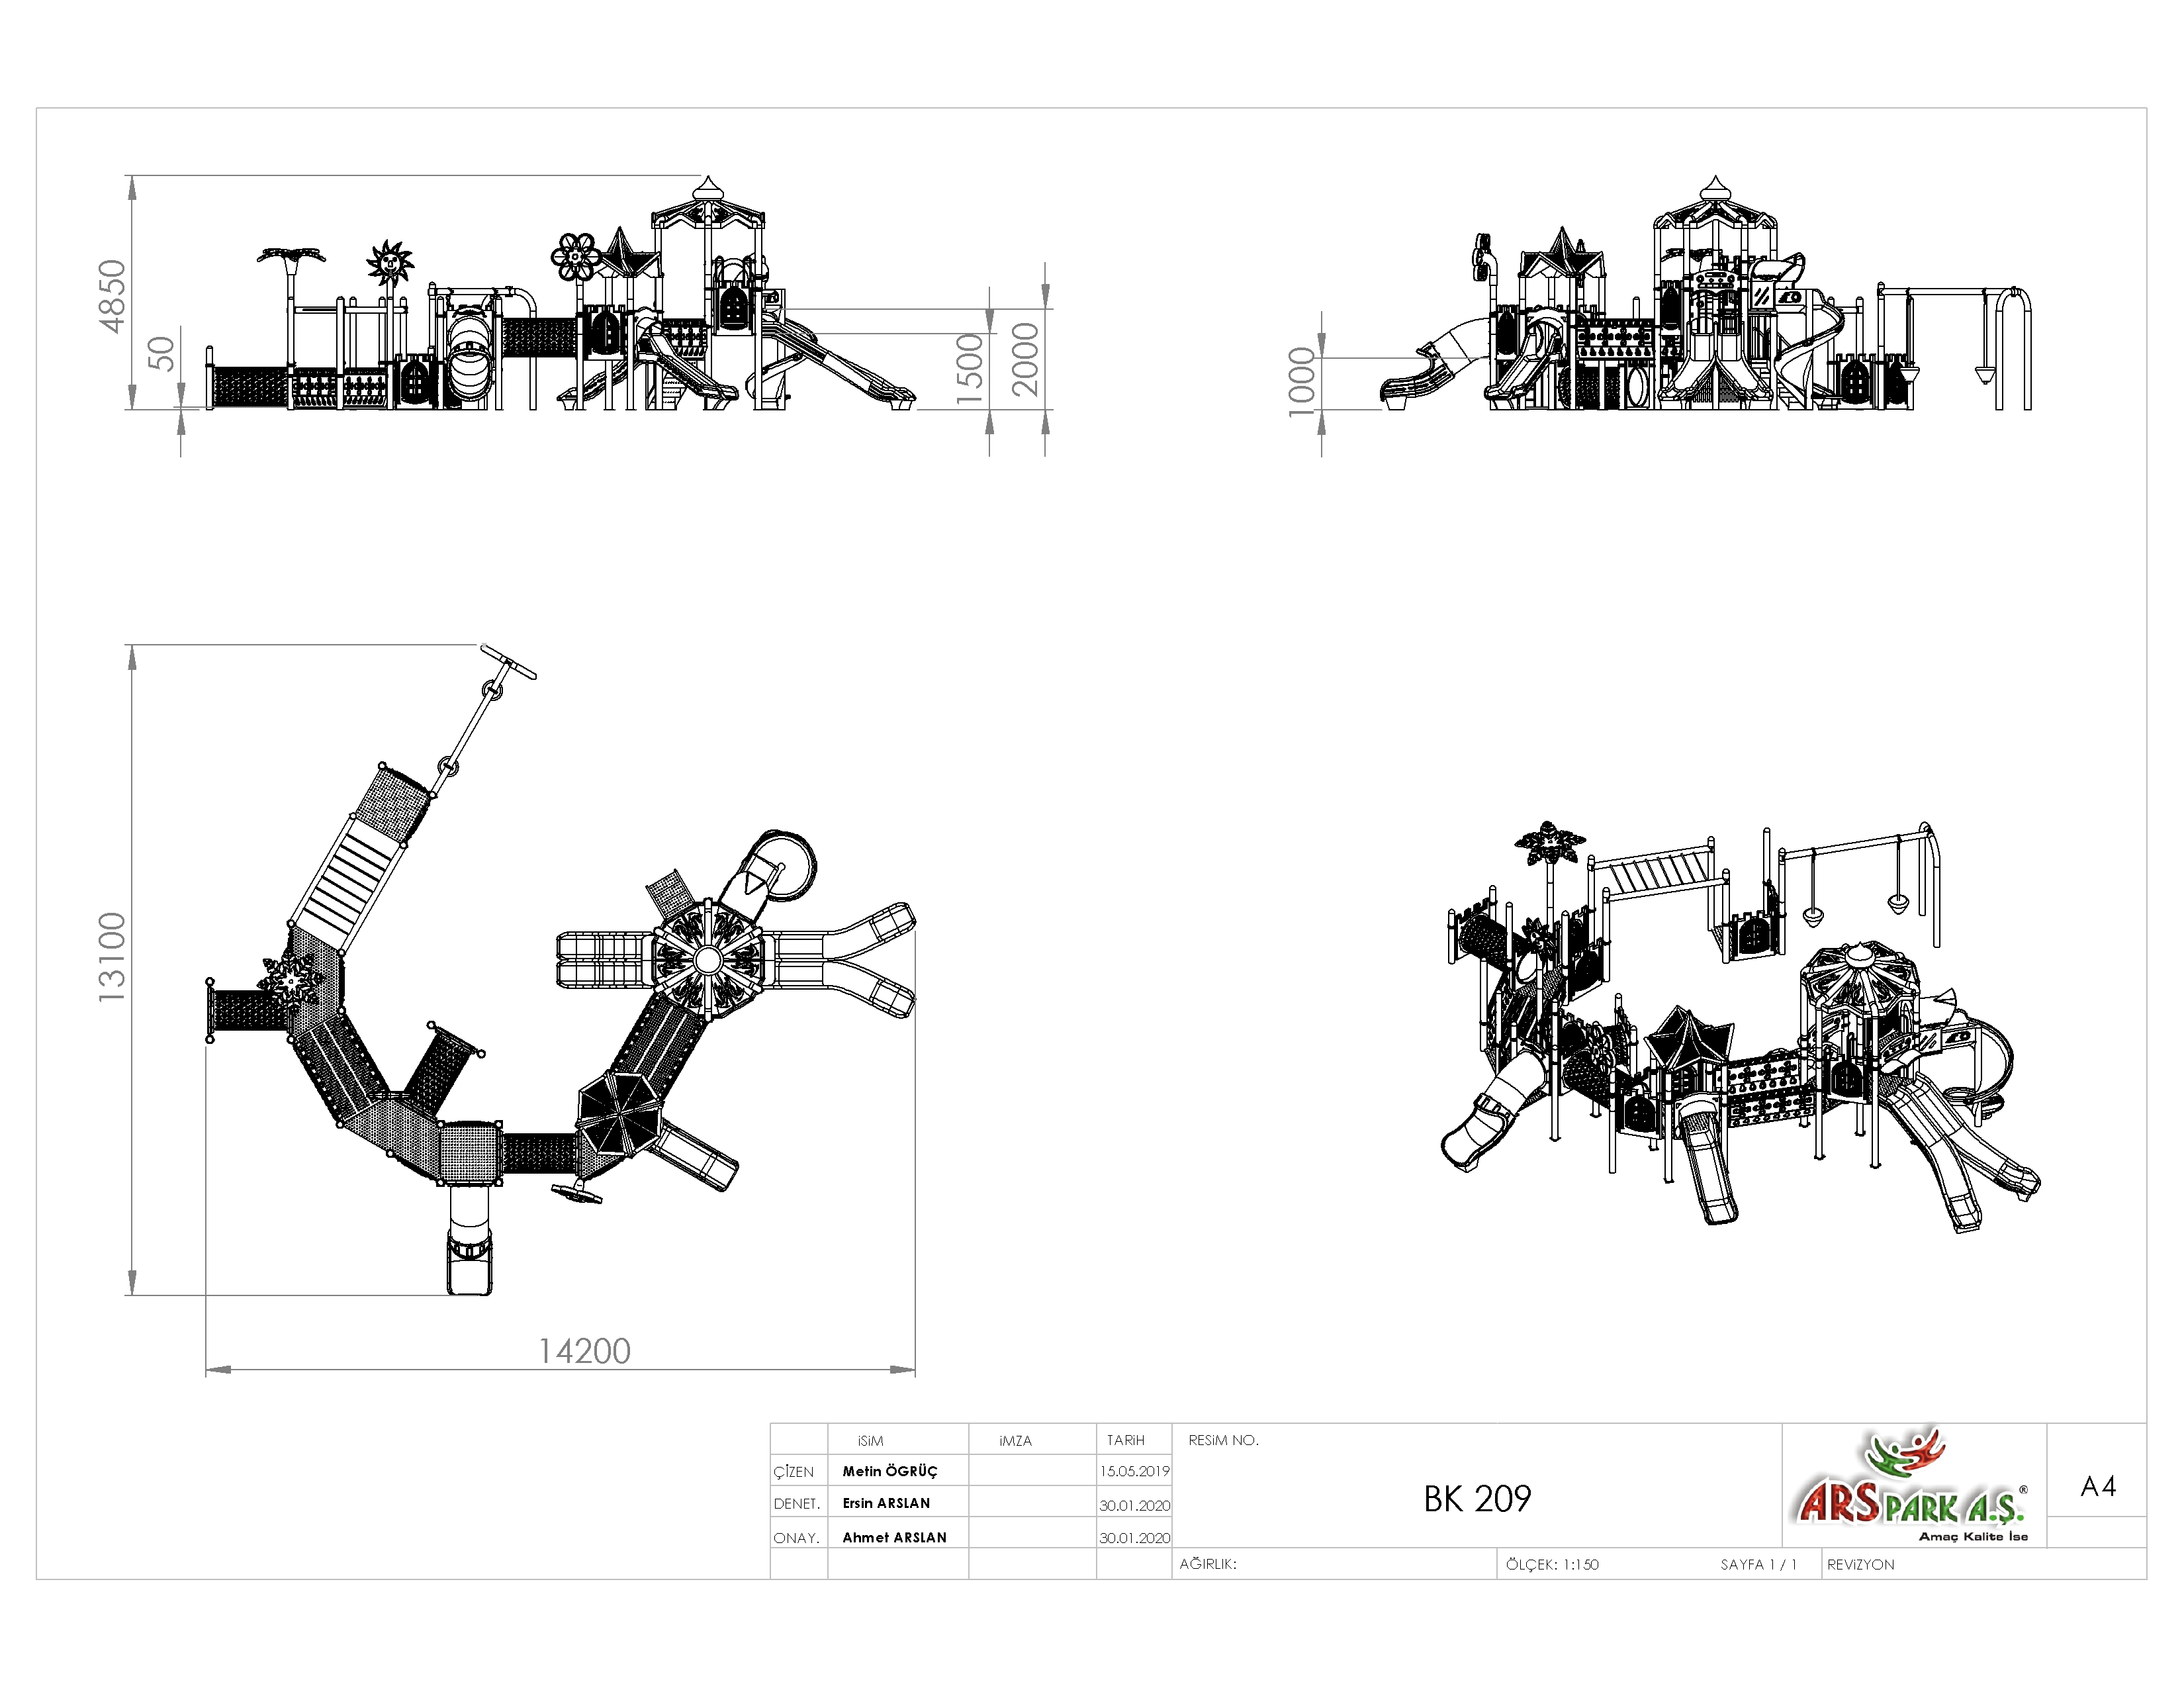 4850
50
1500
2000
1000
13100
14200
İSİM
İMZA
TARİH
RESİM NO.
ÇİZEN
Metin ÖGRÜÇ
15.05.2019
DENET.
Ersin ARSLAN
30.01.2020
ONAY.
Ahmet ARSLAN
30.01.2020
BK 209
ARSPARK A.Ş.®
Amaç Kalite İse
A4
AĞIRLIK:
ÖLÇEK: 1:150
SAYFA 1 / 1
REVİZYON